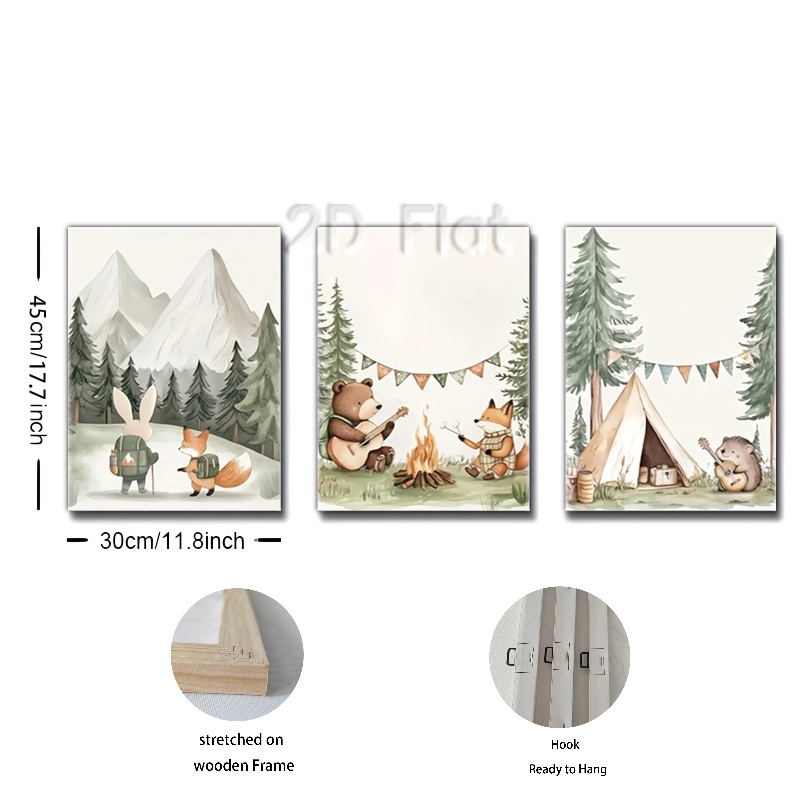 2D Flat
45cm/17.7inch
30cm/11.8inch
stretched on
wooden Frame
Hook
Ready to Hang